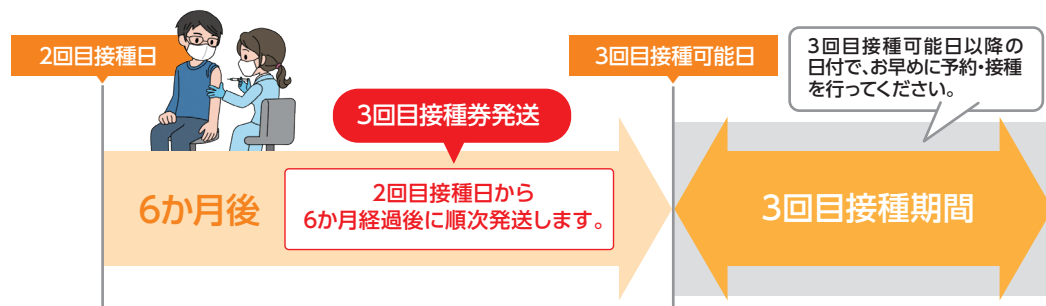 2回目接種日
3回目接種可能日
3回目接種可能日以降の
日付で、お早めに予約・接種
を行ってください。
3回目接種券発送
6か月後
2回目接種日から
6か月経過後に順次発送します。
3回目接種期間